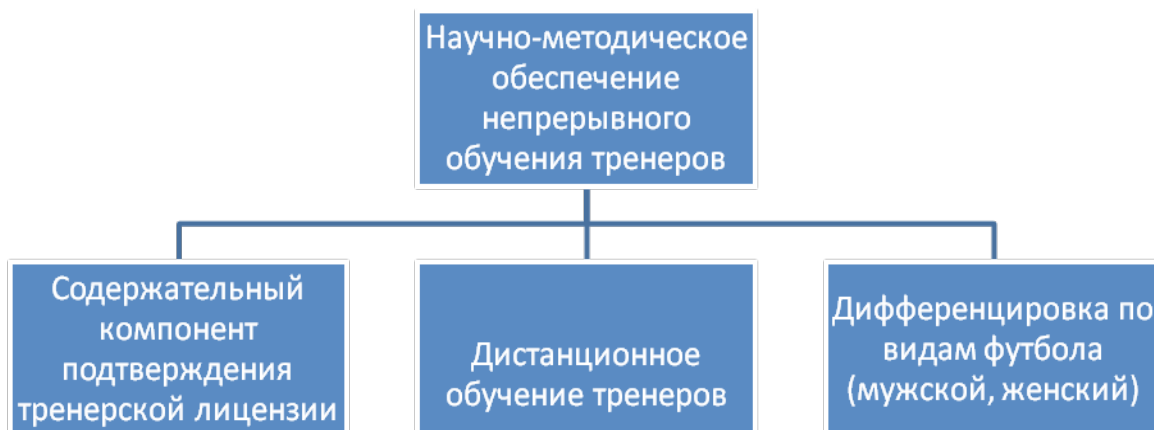 Научно-методическое
обеспечение
непрерывного
обучения тренеров
Содержательный
компонент
подтверждения
тренерской лицензии
Дистанционное
обучение тренеров
Дифференцировка по
видам футбола
(мужской, женский)